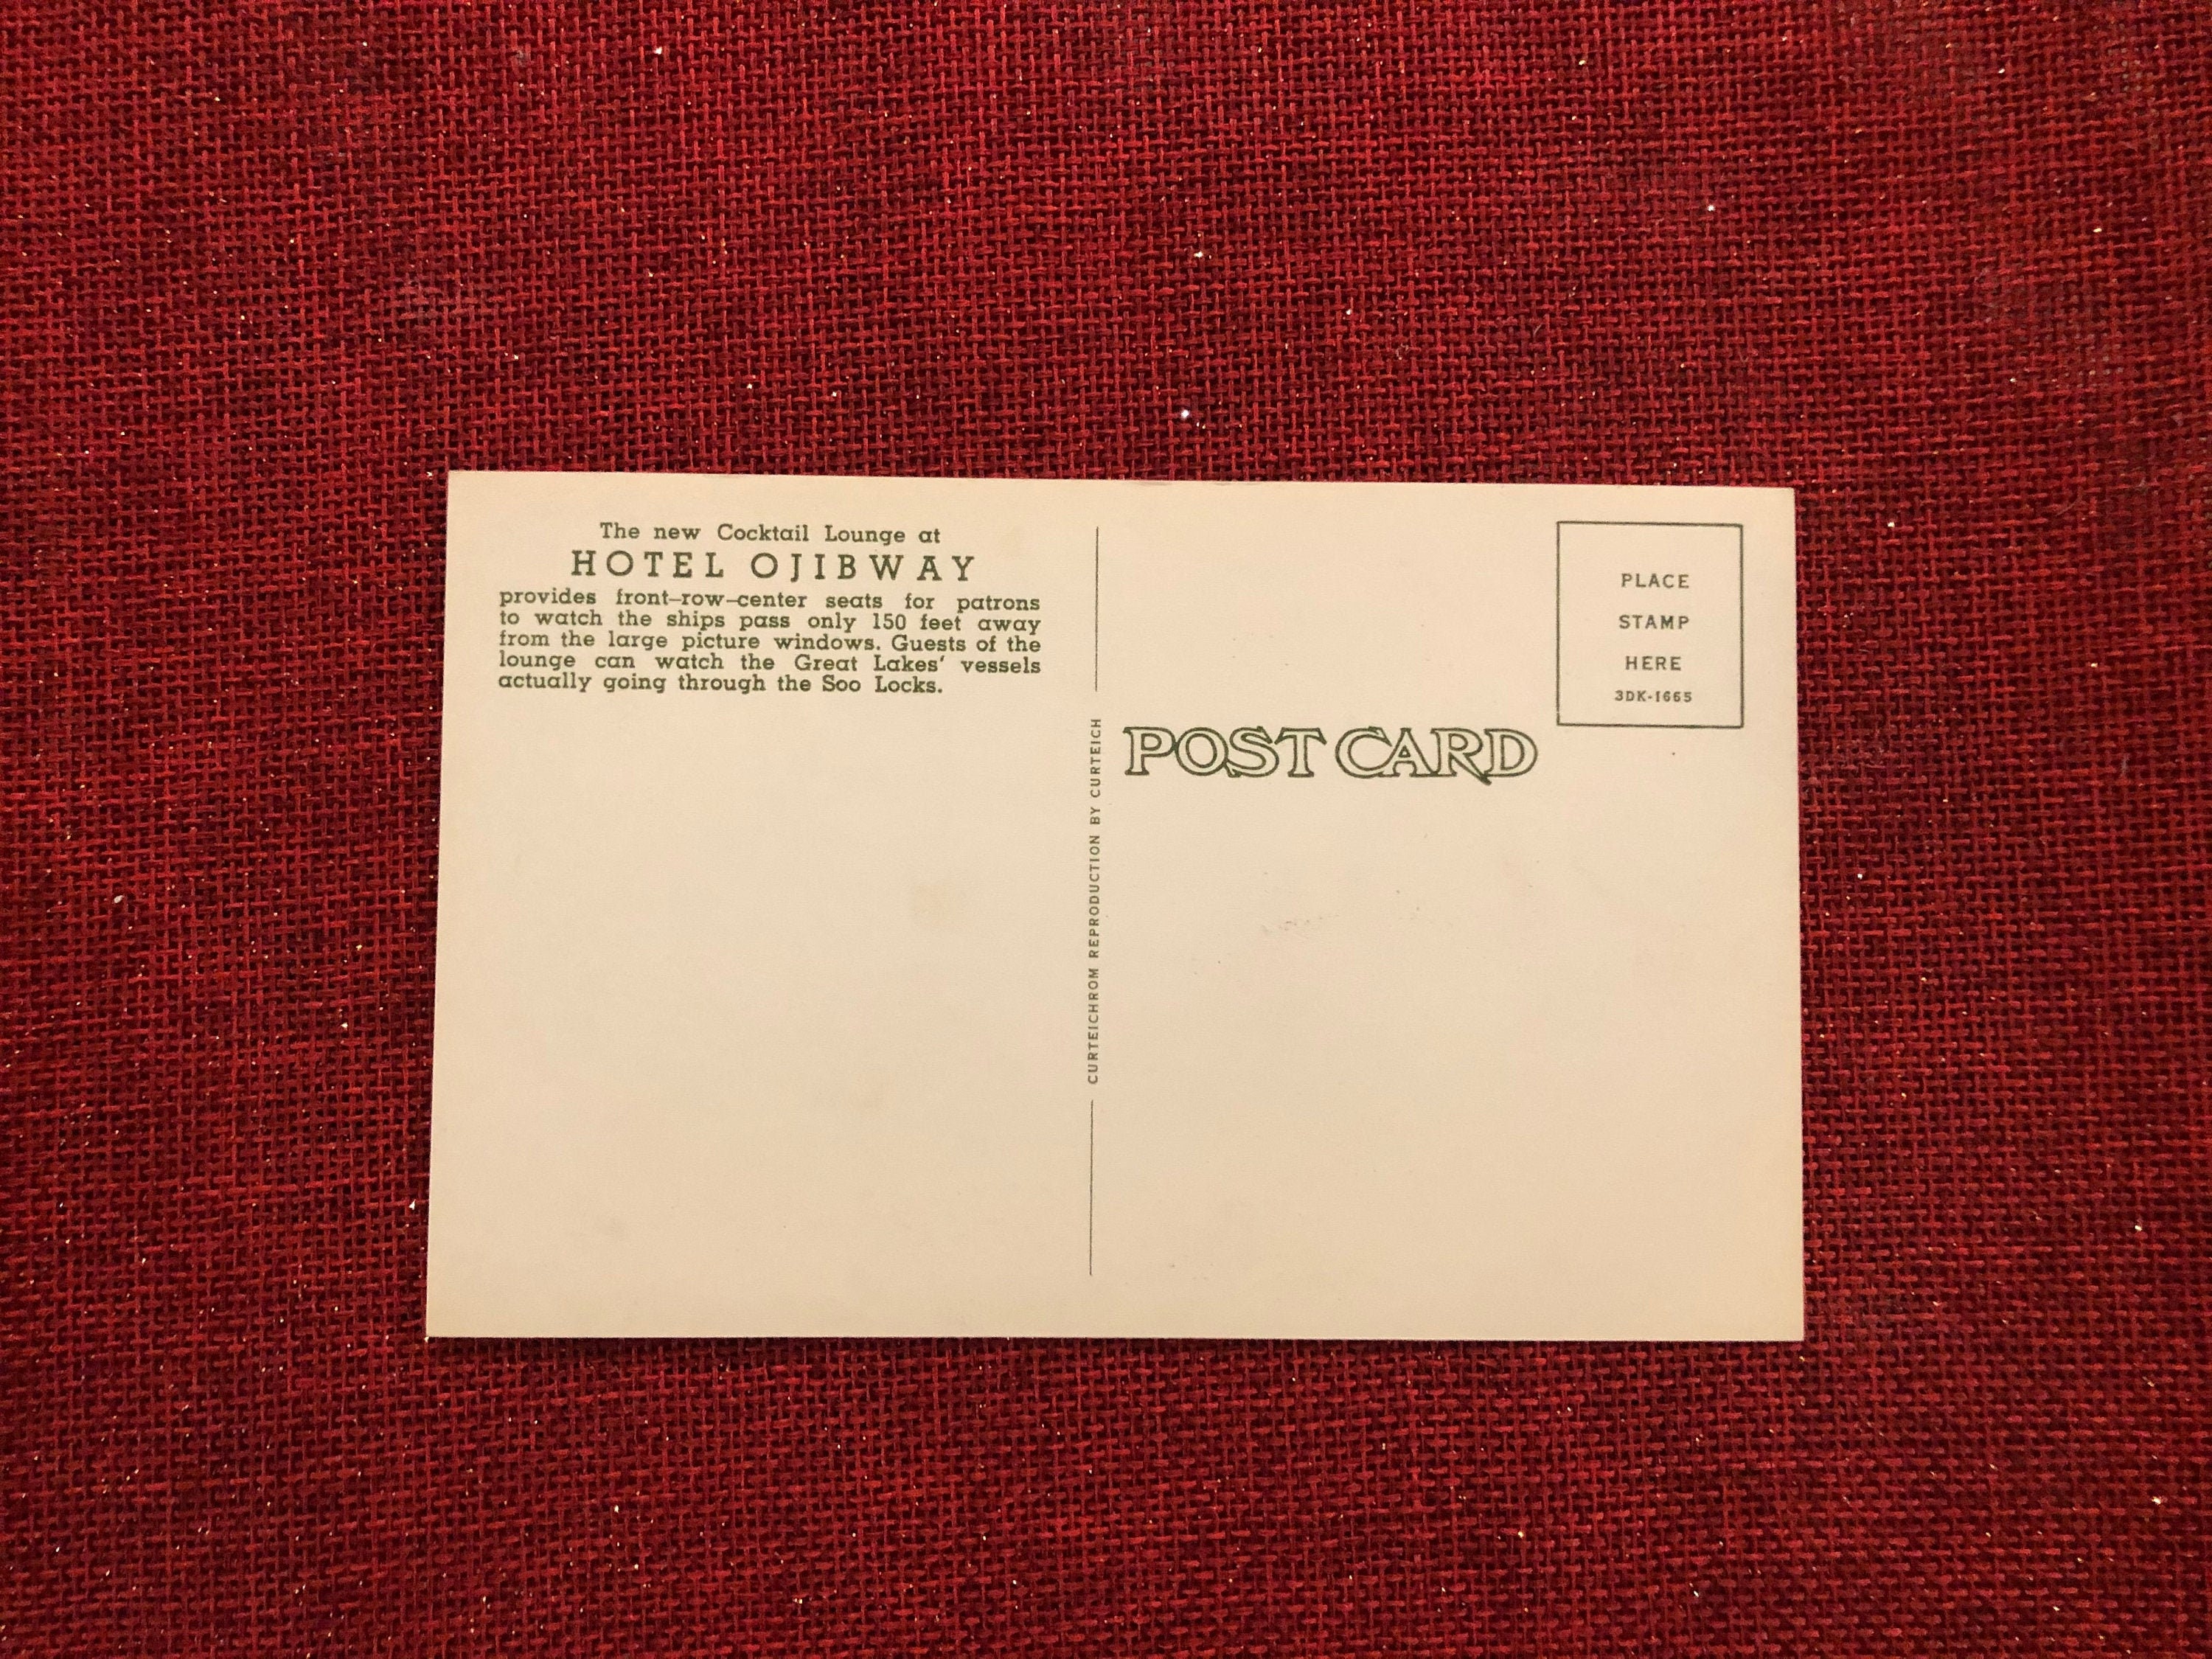 The new Cocktail Lounge at
HOTEL OJIBWAY
provides front-row-center seats for patrons
to watch the ships pass only 150 feet away
from the large picture windows. Guests of the
lounge can watch the Great Lakes' vessels
actually going through the Soo Locks.
CURTEICHROM REPRODUCTION BY CURTEICH
POST CARD
PLACE
STAMP
HERE
3DK-1665